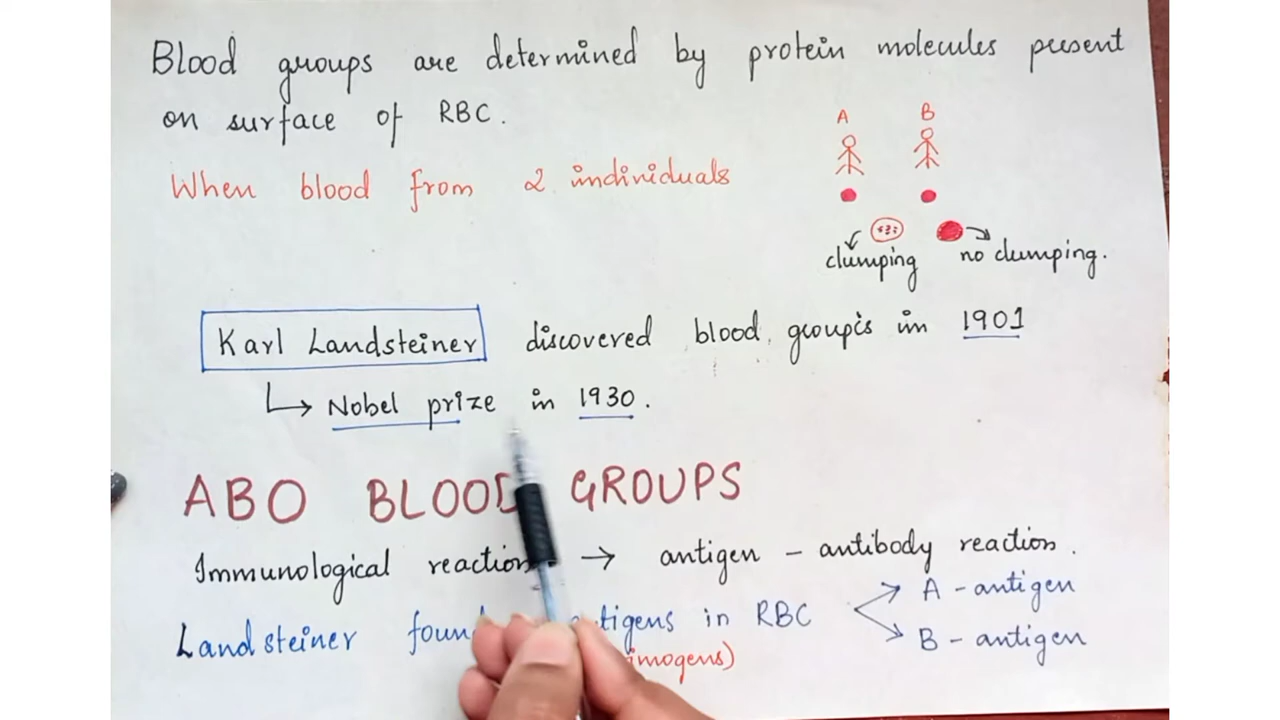 Blood groups are determined by protein molecules present
on surface of RBC.
When blood from 2 individuals
A B
clumping no clumping.
Karl Landsteiner discovered blood groups in 1901
Nobel prize in 1930.
ABO BLOOD GROUPS
Immunological reaction → antigen - antibody reaction.
A - antigen
Landsteiner in RBC
B - antigen